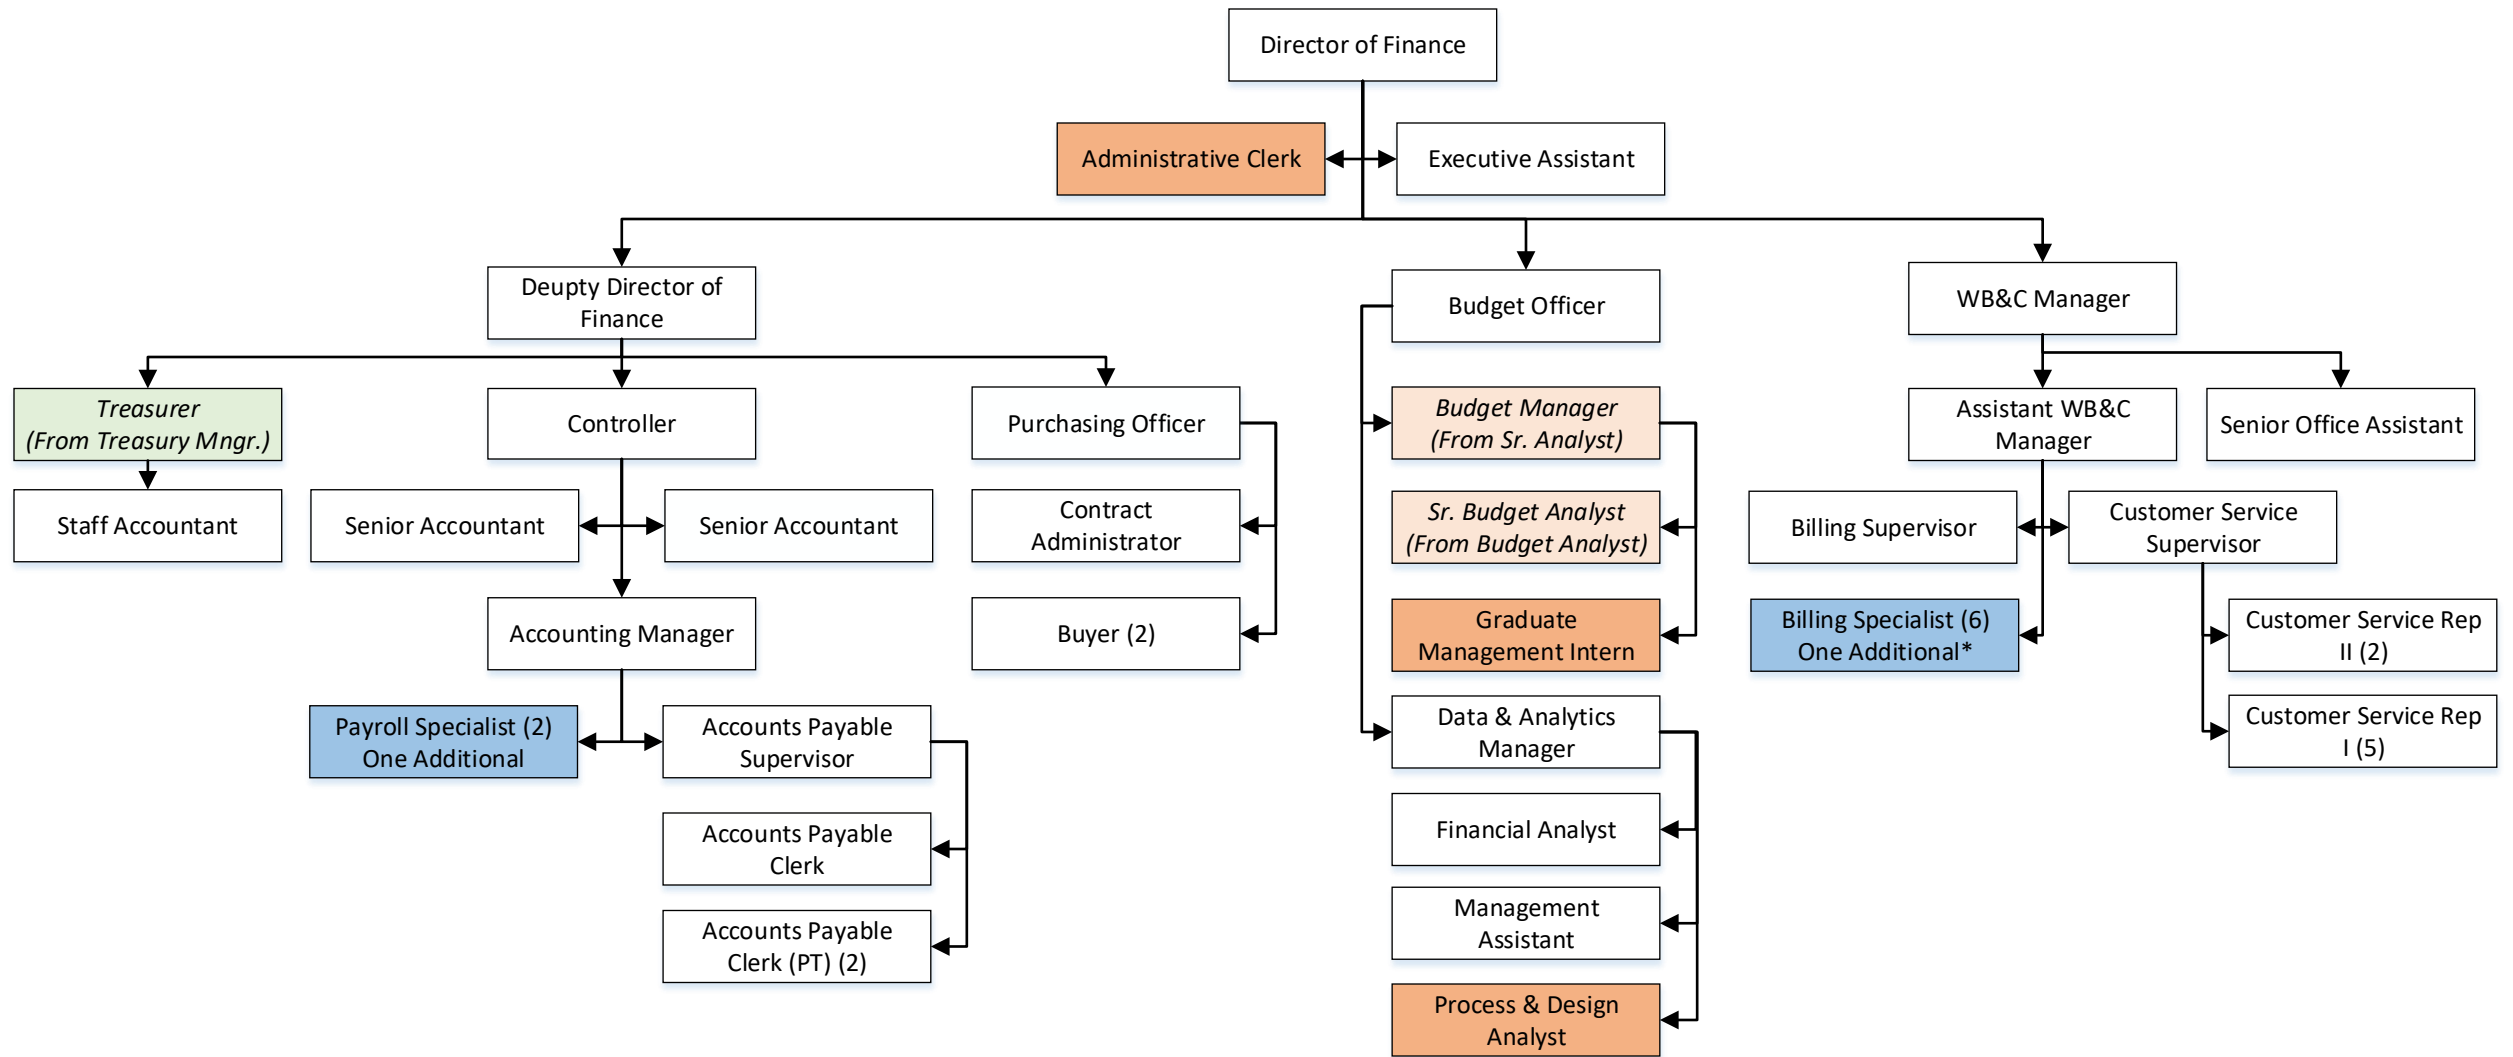 Director of Finance
Administrative Clerk
Executive Assistant
Deupty Director of
Finance
Budget Officer
WB&C Manager
Treasurer
(From Treasury Mngr.)
Controller
Purchasing Officer
Budget Manager
(From Sr. Analyst)
Assistant WB&C
Manager
Senior Office Assistant
Staff Accountant
Senior Accountant
Senior Accountant
Contract
Administrator
Sr. Budget Analyst
(From Budget Analyst)
Billing Supervisor
Customer Service
Supervisor
Accounting Manager
Buyer (2)
Graduate
Management Intern
Billing Specialist (6)
One Additional*
Customer Service Rep
II (2)
Payroll Specialist (2)
One Additional
Accounts Payable
Supervisor
Data & Analytics
Manager
Customer Service Rep
I (5)
Accounts Payable
Clerk
Financial Analyst
Accounts Payable
Clerk (PT) (2)
Management
Assistant
Process & Design
Analyst